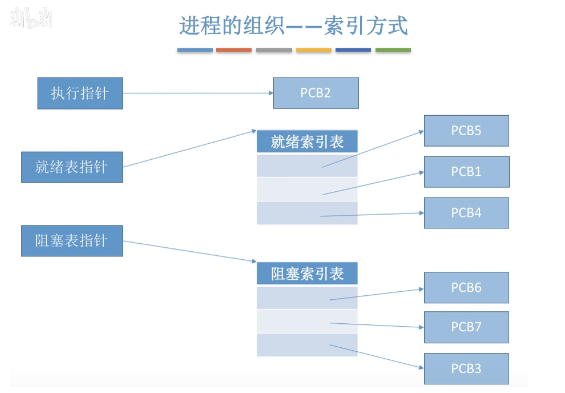 进程的组织——索引方式
执行指针
PCB2
就绪索引表
PCB5
就绪表指针
PCB1
PCB4
阻塞表指针
阻塞索引表
PCB6
PCB7
PCB3